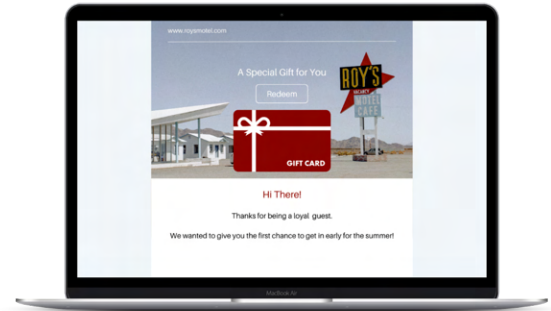 www.roysmotel.com
A Special Gift for You
Redeem
ROY'S
VACANCY
MOTEL
CAFE
GIFT CARD
Hi There!
Thanks for being a loyal guest.
We wanted to give you the first chance to get in early for the summer!
MacBook Air